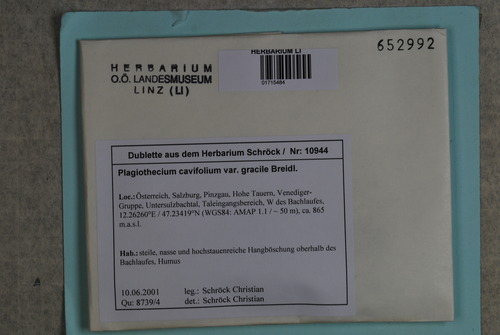 652992
HERBARIUM
O.Ö. LANDESMUSEUM
LINZ (LI)
HERBARIUM LI
01715494
Dublette aus dem Herbarium Schröck / Nr: 10944
Plagiothecium cavifolium var. gracile Breidl.
Loc.:Österreich, Salzburg, Pinzgau, Hohe Tauern, Venediger-
Gruppe, Untersulzbachtal, Taleingangsbereich, W des Bachlaufes,
12.26260°E / 47.23419°N (WGS84: AMAP 1.1 / ~ 50 m), ca. 865
m.a.s.l.
Hab.: steile, nasse und hochstaudenreiche Hangböschung oberhalb des
Bachlaufes, Humus
10.06.2001 leg.: Schröck Christian
Qu: 8739/4 det.: Schröck Christian